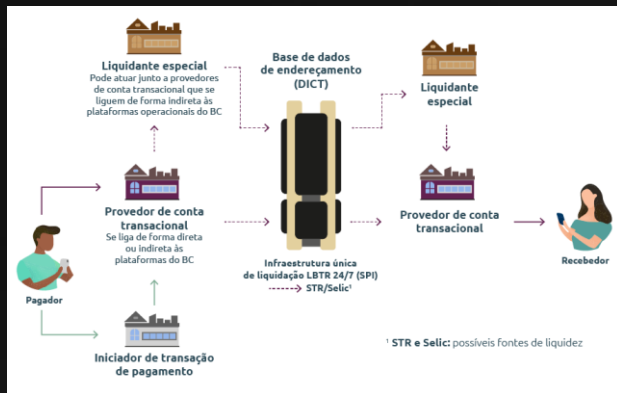 Liquidante especial
Pode atuar junto a provedores
de conta transacional que se
liguem de forma indireta às
plataformas operacionais do BC
Base de dados
de endereçamento
(DICT)
Liquidante
especial
Provedor de conta
transacional
Se liga de forma direta
ou indireta às
plataformas do BC
Provedor de conta
transacional
Pagador
Recebedor
Infraestrutura única
de liquidação LBTR 24/7 (SPI)
STR/Selic¹
Iniciador de transação
de pagamento
¹ STR e Selic: possíveis fontes de liquidez